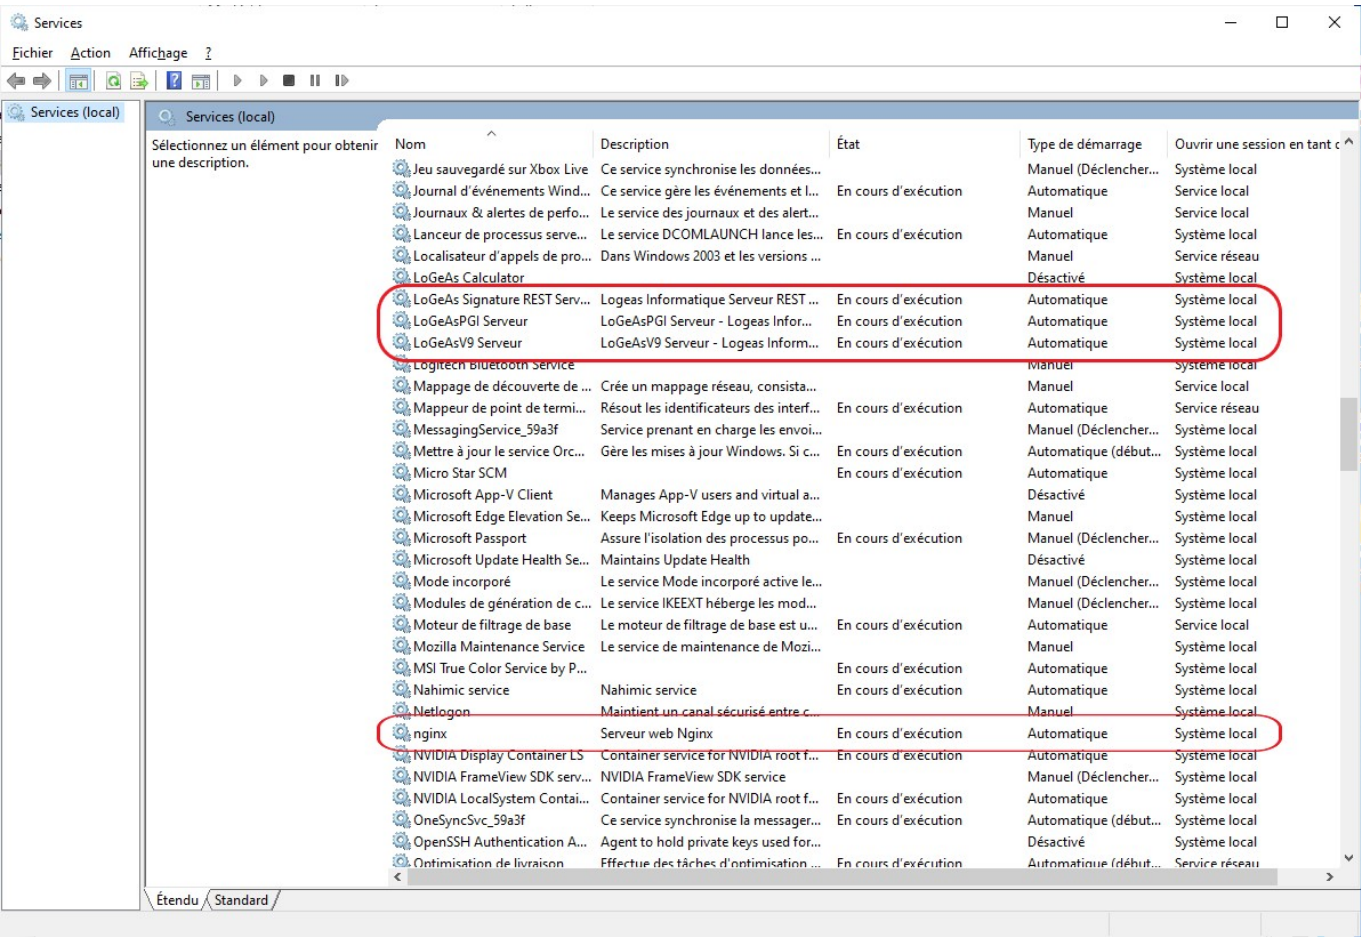 Services
Fichier Action Affichage ?
Services (local)
Services (local)
Sélectionnez un élément pour obtenir
une description.
Nom Description État Type de démarrage Ouvrir une session en tant
Jeu sauvegardé sur Xbox Live Ce service synchronise les données... Manuel (Déclencher... Système local
Journal d'événements Wind... Ce service gère les événements et l... En cours d'exécution Automatique Service local
Journaux & alertes de perfo... Le service des journaux et des alert... Manuel Service local
Lanceur de processus serve... Le service DCOMLAUNCH lance les... En cours d'exécution Automatique Système local
Localisateur d'appels de pro... Dans Windows 2003 et les versions ... Manuel Service réseau
LoGeAs Calculator Désactivé Système local
LoGeAs Signature REST Serv... Logeas Informatique Serveur REST ... En cours d'exécution Automatique Système local
LoGeAsPGI Serveur LoGeAsPGI Serveur - Logeas Infor... En cours d'exécution Automatique Système local
LoGeAsV9 Serveur LoGeAsV9 Serveur - Logeas Inform... En cours d'exécution Automatique Système local
Logitech Bluetooth Service Manuel Système local
Mappage de découverte de ... Crée un mappage réseau, consista... Manuel Service local
Mappeur de point de termi... Résout les identificateurs des interf... En cours d'exécution Automatique Service réseau
MessagingService_59a3f Service prenant en charge les envoi... Manuel (Déclencher... Système local
Mettre à jour le service Orc... Gère les mises à jour Windows. Si c... En cours d'exécution Automatique (début... Système local
Micro Star SCM En cours d'exécution Automatique Système local
Microsoft App-V Client Manages App-V users and virtual a... Désactivé Système local
Microsoft Edge Elevation Se... Keeps Microsoft Edge up to update... Manuel Système local
Microsoft Passport Assure l'isolation des processus po... En cours d'exécution Manuel (Déclencher... Système local
Microsoft Update Health Se... Maintains Update Health Désactivé Système local
Mode incorporé Le service Mode incorporé active le... Manuel (Déclencher... Système local
Modules de génération de c... Le service IKEEXT héberge les mod... Manuel (Déclencher... Système local
Moteur de filtrage de base Le moteur de filtrage de base est u... En cours d'exécution Automatique Service local
Mozilla Maintenance Service Le service de maintenance de Mozi... Manuel Système local
MSI True Color Service by P... En cours d'exécution Automatique Système local
Nahimic service Nahimic service En cours d'exécution Automatique Système local
Netlogon Maintient un canal sécurisé entre c... Manuel Système local
nginx Serveur web Nginx En cours d'exécution Automatique Système local
NVIDIA Display Container LS Container service for NVIDIA root f... En cours d'exécution Automatique Système local
NVIDIA FrameView SDK serv... NVIDIA FrameView SDK service Manuel (Déclencher... Système local
NVIDIA LocalSystem Contai... Container service for NVIDIA root f... En cours d'exécution Automatique Système local
OneSyncSvc_59a3f Ce service synchronise la messager... En cours d'exécution Automatique (début... Système local
OpenSSH Authentication A... Agent to hold private keys used for... Désactivé Système local
Optimisation de livraison Effectue des tâches d'optimisation ... En cours d'exécution Automatique (début... Service réseau
Étendu Standard